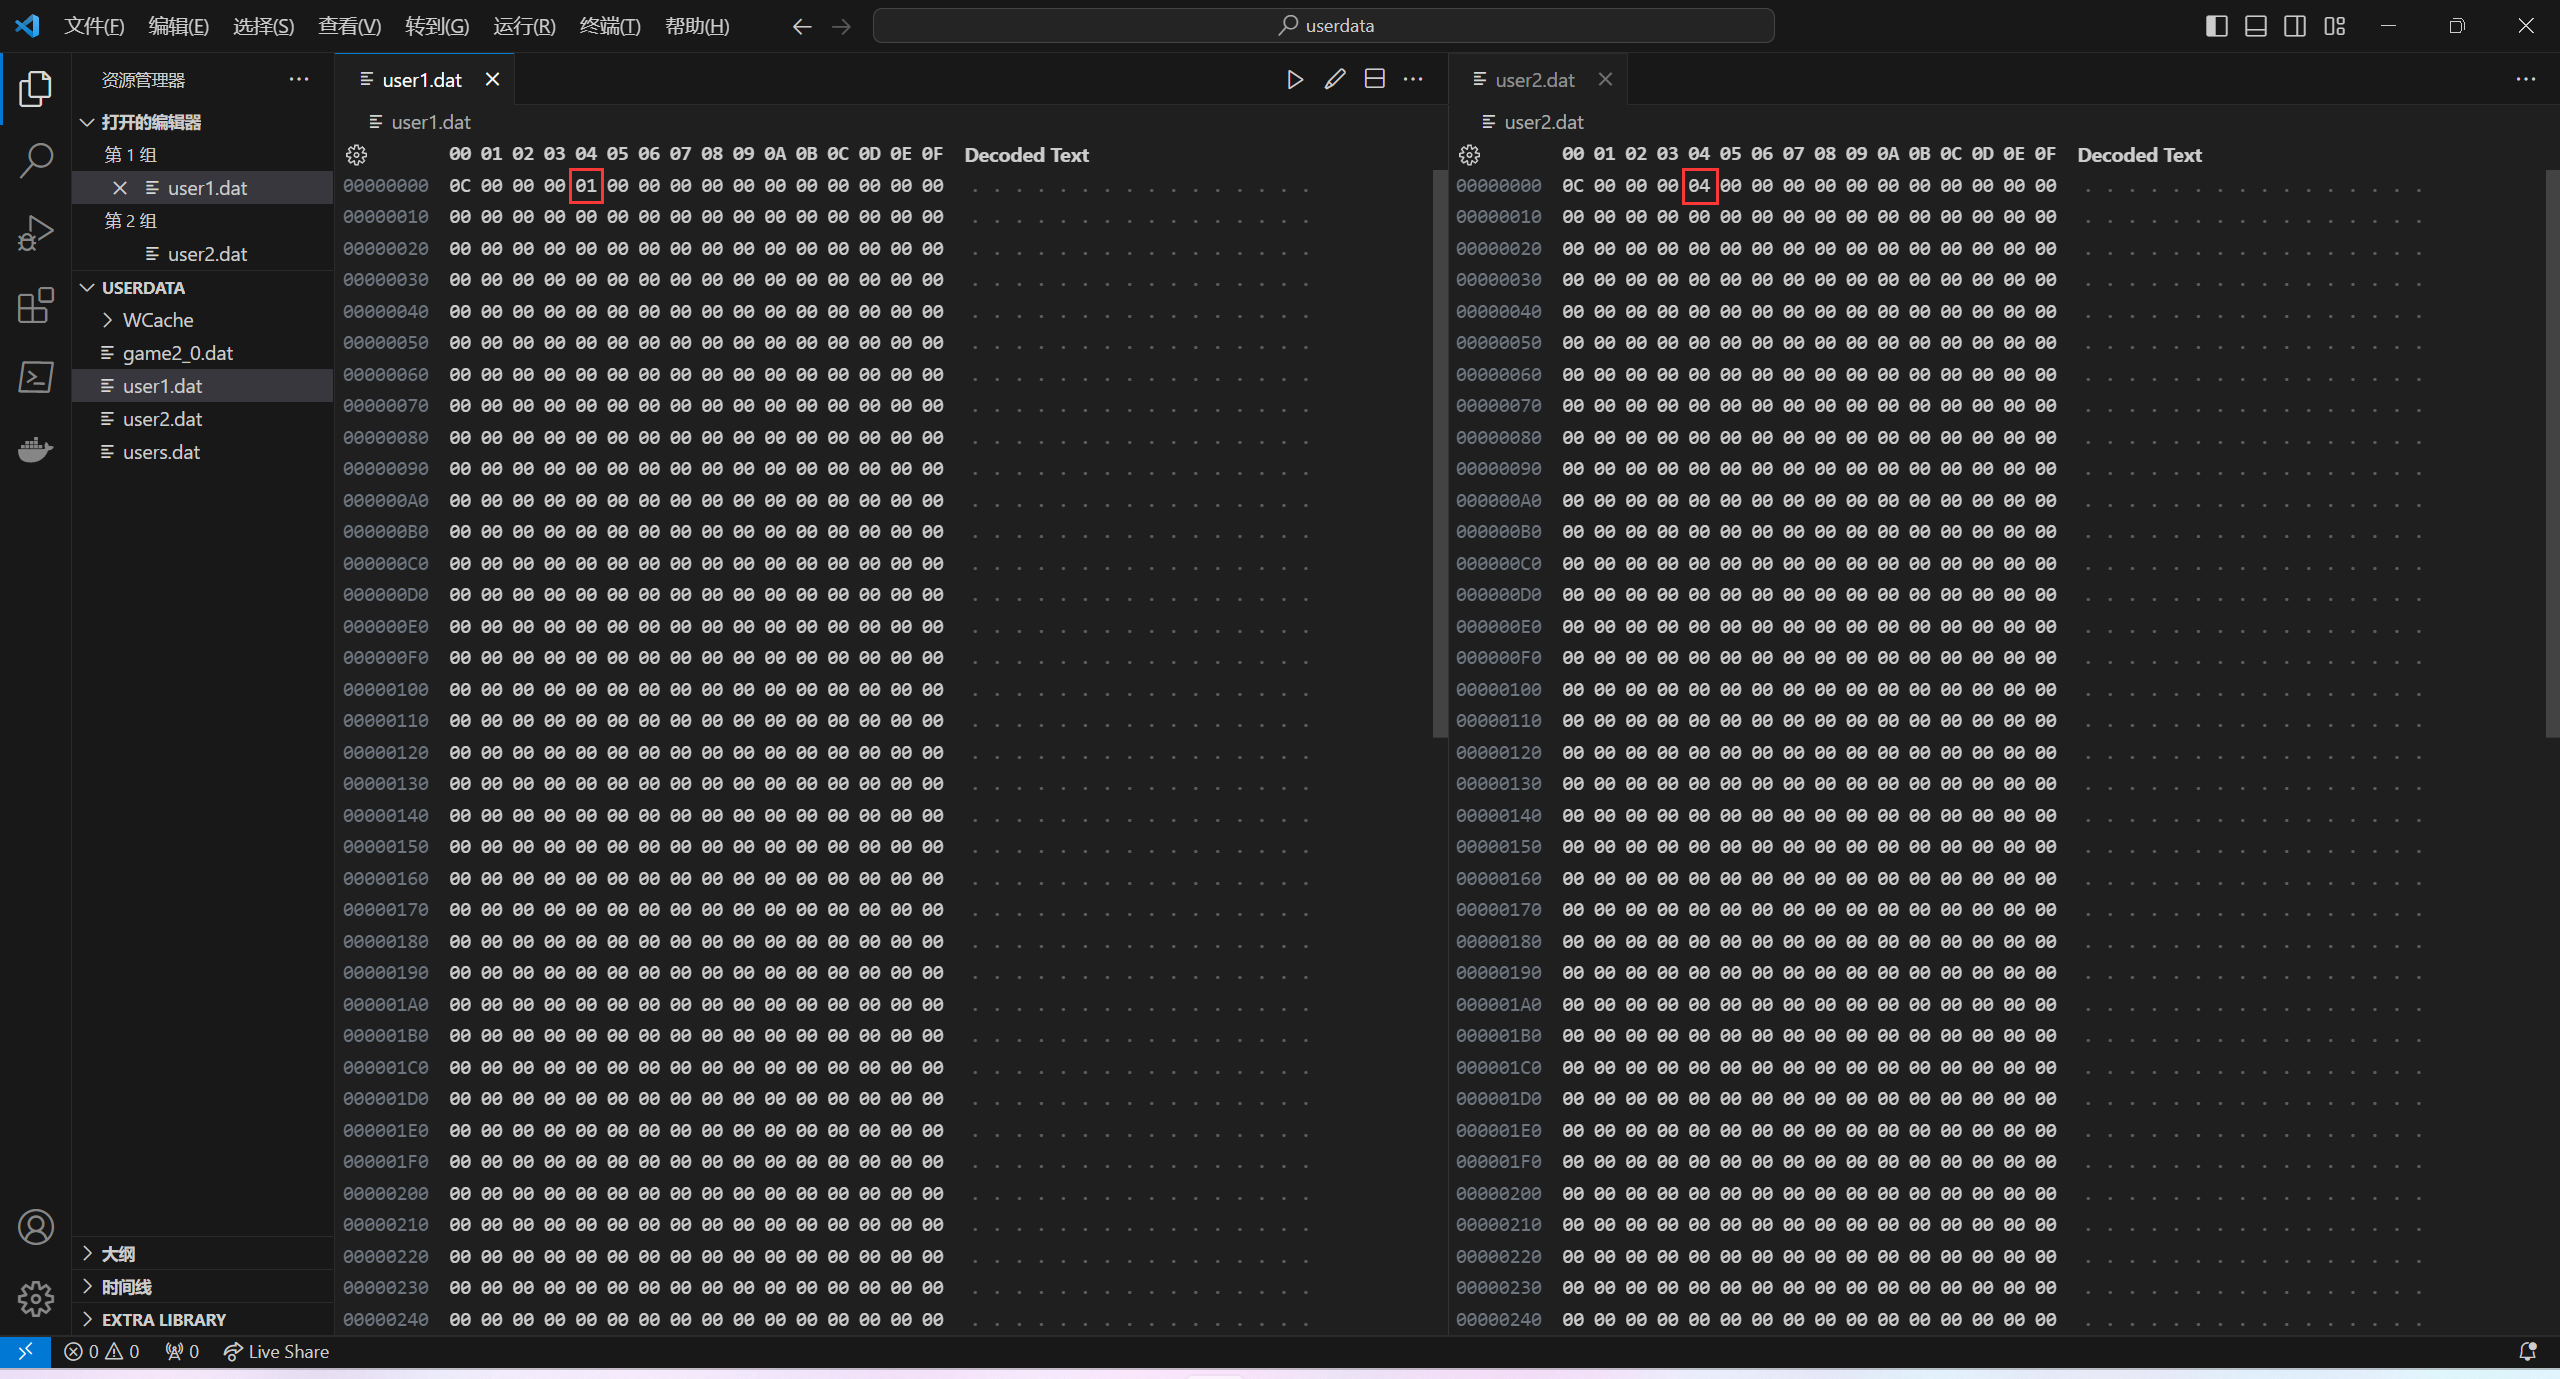 文件(F) 编辑(E) 选择(S) 查看(V) 转到(G) 运行(R) 终端(T) 帮助(H) userdata
资源管理器
打开的编辑器
第 1 组
user1.dat
第 2 组
user2.dat
USERDATA
WCache
game2_0.dat
user1.dat
user2.dat
users.dat
大纲
时间线
EXTRA LIBRARY
user1.dat
user1.dat
00 01 02 03 04 05 06 07 08 09 0A 0B 0C 0D 0E 0F Decoded Text
00000000 0C 00 00 00 01 00 00 00 00 00 00 00 00 00 00 00 . . . . . . . . . . . . . . . .
00000010 00 00 00 00 00 00 00 00 00 00 00 00 00 00 00 00 . . . . . . . . . . . . . . . .
00000020 00 00 00 00 00 00 00 00 00 00 00 00 00 00 00 00 . . . . . . . . . . . . . . . .
00000030 00 00 00 00 00 00 00 00 00 00 00 00 00 00 00 00 . . . . . . . . . . . . . . . .
00000040 00 00 00 00 00 00 00 00 00 00 00 00 00 00 00 00 . . . . . . . . . . . . . . . .
00000050 00 00 00 00 00 00 00 00 00 00 00 00 00 00 00 00 . . . . . . . . . . . . . . . .
00000060 00 00 00 00 00 00 00 00 00 00 00 00 00 00 00 00 . . . . . . . . . . . . . . . .
00000070 00 00 00 00 00 00 00 00 00 00 00 00 00 00 00 00 . . . . . . . . . . . . . . . .
00000080 00 00 00 00 00 00 00 00 00 00 00 00 00 00 00 00 . . . . . . . . . . . . . . . .
00000090 00 00 00 00 00 00 00 00 00 00 00 00 00 00 00 00 . . . . . . . . . . . . . . . .
000000A0 00 00 00 00 00 00 00 00 00 00 00 00 00 00 00 00 . . . . . . . . . . . . . . . .
000000B0 00 00 00 00 00 00 00 00 00 00 00 00 00 00 00 00 . . . . . . . . . . . . . . . .
000000C0 00 00 00 00 00 00 00 00 00 00 00 00 00 00 00 00 . . . . . . . . . . . . . . . .
000000D0 00 00 00 00 00 00 00 00 00 00 00 00 00 00 00 00 . . . . . . . . . . . . . . . .
000000E0 00 00 00 00 00 00 00 00 00 00 00 00 00 00 00 00 . . . . . . . . . . . . . . . .
000000F0 00 00 00 00 00 00 00 00 00 00 00 00 00 00 00 00 . . . . . . . . . . . . . . . .
00000100 00 00 00 00 00 00 00 00 00 00 00 00 00 00 00 00 . . . . . . . . . . . . . . . .
00000110 00 00 00 00 00 00 00 00 00 00 00 00 00 00 00 00 . . . . . . . . . . . . . . . .
00000120 00 00 00 00 00 00 00 00 00 00 00 00 00 00 00 00 . . . . . . . . . . . . . . . .
00000130 00 00 00 00 00 00 00 00 00 00 00 00 00 00 00 00 . . . . . . . . . . . . . . . .
00000140 00 00 00 00 00 00 00 00 00 00 00 00 00 00 00 00 . . . . . . . . . . . . . . . .
00000150 00 00 00 00 00 00 00 00 00 00 00 00 00 00 00 00 . . . . . . . . . . . . . . . .
00000160 00 00 00 00 00 00 00 00 00 00 00 00 00 00 00 00 . . . . . . . . . . . . . . . .
00000170 00 00 00 00 00 00 00 00 00 00 00 00 00 00 00 00 . . . . . . . . . . . . . . . .
00000180 00 00 00 00 00 00 00 00 00 00 00 00 00 00 00 00 . . . . . . . . . . . . . . . .
00000190 00 00 00 00 00 00 00 00 00 00 00 00 00 00 00 00 . . . . . . . . . . . . . . . .
000001A0 00 00 00 00 00 00 00 00 00 00 00 00 00 00 00 00 . . . . . . . . . . . . . . . .
000001B0 00 00 00 00 00 00 00 00 00 00 00 00 00 00 00 00 . . . . . . . . . . . . . . . .
000001C0 00 00 00 00 00 00 00 00 00 00 00 00 00 00 00 00 . . . . . . . . . . . . . . . .
000001D0 00 00 00 00 00 00 00 00 00 00 00 00 00 00 00 00 . . . . . . . . . . . . . . . .
000001E0 00 00 00 00 00 00 00 00 00 00 00 00 00 00 00 00 . . . . . . . . . . . . . . . .
000001F0 00 00 00 00 00 00 00 00 00 00 00 00 00 00 00 00 . . . . . . . . . . . . . . . .
00000200 00 00 00 00 00 00 00 00 00 00 00 00 00 00 00 00 . . . . . . . . . . . . . . . .
00000210 00 00 00 00 00 00 00 00 00 00 00 00 00 00 00 00 . . . . . . . . . . . . . . . .
00000220 00 00 00 00 00 00 00 00 00 00 00 00 00 00 00 00 . . . . . . . . . . . . . . . .
00000230 00 00 00 00 00 00 00 00 00 00 00 00 00 00 00 00 . . . . . . . . . . . . . . . .
00000240 00 00 00 00 00 00 00 00 00 00 00 00 00 00 00 00 . . . . . . . . . . . . . . . .
user2.dat
user2.dat
00 01 02 03 04 05 06 07 08 09 0A 0B 0C 0D 0E 0F Decoded Text
00000000 0C 00 00 00 04 00 00 00 00 00 00 00 00 00 00 00 . . . . . . . . . . . . . . . .
00000010 00 00 00 00 00 00 00 00 00 00 00 00 00 00 00 00 . . . . . . . . . . . . . . . .
00000020 00 00 00 00 00 00 00 00 00 00 00 00 00 00 00 00 . . . . . . . . . . . . . . . .
00000030 00 00 00 00 00 00 00 00 00 00 00 00 00 00 00 00 . . . . . . . . . . . . . . . .
00000040 00 00 00 00 00 00 00 00 00 00 00 00 00 00 00 00 . . . . . . . . . . . . . . . .
00000050 00 00 00 00 00 00 00 00 00 00 00 00 00 00 00 00 . . . . . . . . . . . . . . . .
00000060 00 00 00 00 00 00 00 00 00 00 00 00 00 00 00 00 . . . . . . . . . . . . . . . .
00000070 00 00 00 00 00 00 00 00 00 00 00 00 00 00 00 00 . . . . . . . . . . . . . . . .
00000080 00 00 00 00 00 00 00 00 00 00 00 00 00 00 00 00 . . . . . . . . . . . . . . . .
00000090 00 00 00 00 00 00 00 00 00 00 00 00 00 00 00 00 . . . . . . . . . . . . . . . .
000000A0 00 00 00 00 00 00 00 00 00 00 00 00 00 00 00 00 . . . . . . . . . . . . . . . .
000000B0 00 00 00 00 00 00 00 00 00 00 00 00 00 00 00 00 . . . . . . . . . . . . . . . .
000000C0 00 00 00 00 00 00 00 00 00 00 00 00 00 00 00 00 . . . . . . . . . . . . . . . .
000000D0 00 00 00 00 00 00 00 00 00 00 00 00 00 00 00 00 . . . . . . . . . . . . . . . .
000000E0 00 00 00 00 00 00 00 00 00 00 00 00 00 00 00 00 . . . . . . . . . . . . . . . .
000000F0 00 00 00 00 00 00 00 00 00 00 00 00 00 00 00 00 . . . . . . . . . . . . . . . .
00000100 00 00 00 00 00 00 00 00 00 00 00 00 00 00 00 00 . . . . . . . . . . . . . . . .
00000110 00 00 00 00 00 00 00 00 00 00 00 00 00 00 00 00 . . . . . . . . . . . . . . . .
00000120 00 00 00 00 00 00 00 00 00 00 00 00 00 00 00 00 . . . . . . . . . . . . . . . .
00000130 00 00 00 00 00 00 00 00 00 00 00 00 00 00 00 00 . . . . . . . . . . . . . . . .
00000140 00 00 00 00 00 00 00 00 00 00 00 00 00 00 00 00 . . . . . . . . . . . . . . . .
00000150 00 00 00 00 00 00 00 00 00 00 00 00 00 00 00 00 . . . . . . . . . . . . . . . .
00000160 00 00 00 00 00 00 00 00 00 00 00 00 00 00 00 00 . . . . . . . . . . . . . . . .
00000170 00 00 00 00 00 00 00 00 00 00 00 00 00 00 00 00 . . . . . . . . . . . . . . . .
00000180 00 00 00 00 00 00 00 00 00 00 00 00 00 00 00 00 . . . . . . . . . . . . . . . .
00000190 00 00 00 00 00 00 00 00 00 00 00 00 00 00 00 00 . . . . . . . . . . . . . . . .
000001A0 00 00 00 00 00 00 00 00 00 00 00 00 00 00 00 00 . . . . . . . . . . . . . . . .
000001B0 00 00 00 00 00 00 00 00 00 00 00 00 00 00 00 00 . . . . . . . . . . . . . . . .
000001C0 00 00 00 00 00 00 00 00 00 00 00 00 00 00 00 00 . . . . . . . . . . . . . . . .
000001D0 00 00 00 00 00 00 00 00 00 00 00 00 00 00 00 00 . . . . . . . . . . . . . . . .
000001E0 00 00 00 00 00 00 00 00 00 00 00 00 00 00 00 00 . . . . . . . . . . . . . . . .
000001F0 00 00 00 00 00 00 00 00 00 00 00 00 00 00 00 00 . . . . . . . . . . . . . . . .
00000200 00 00 00 00 00 00 00 00 00 00 00 00 00 00 00 00 . . . . . . . . . . . . . . . .
00000210 00 00 00 00 00 00 00 00 00 00 00 00 00 00 00 00 . . . . . . . . . . . . . . . .
00000220 00 00 00 00 00 00 00 00 00 00 00 00 00 00 00 00 . . . . . . . . . . . . . . . .
00000230 00 00 00 00 00 00 00 00 00 00 00 00 00 00 00 00 . . . . . . . . . . . . . . . .
00000240 00 00 00 00 00 00 00 00 00 00 00 00 00 00 00 00 . . . . . . . . . . . . . . . .
0 0 0 Live Share